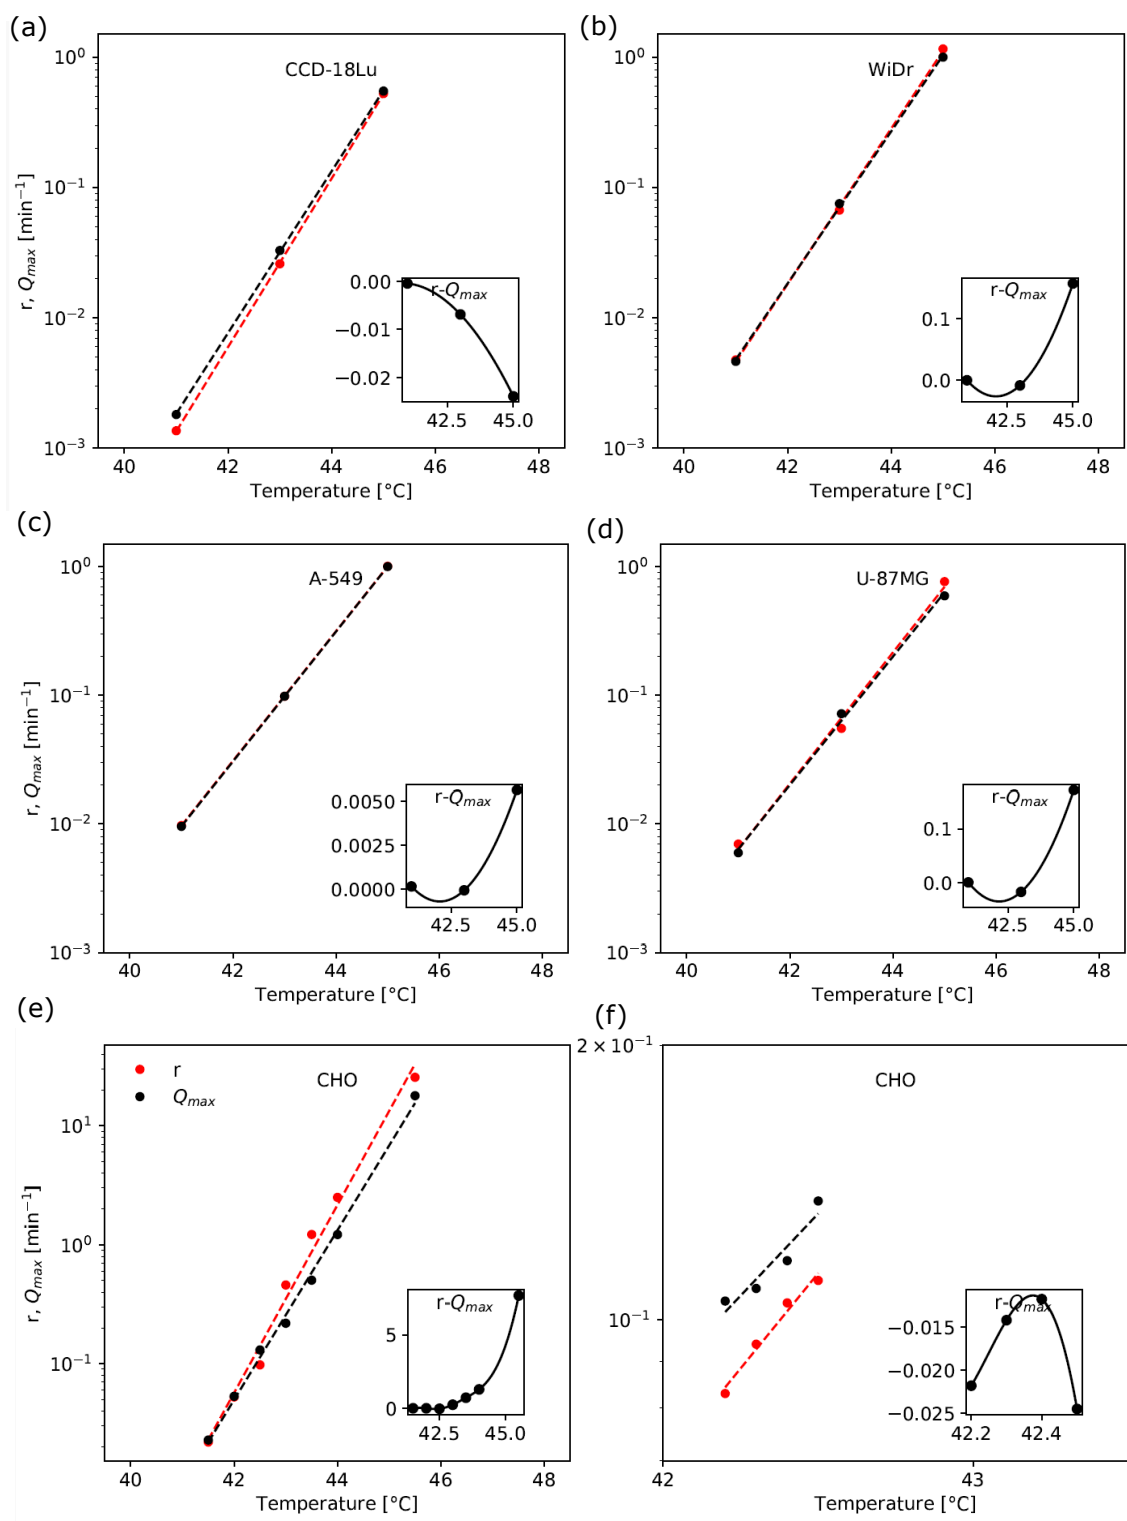 (a)
CCD-18Lu
r, Q_max [min⁻¹]
10⁰
10⁻¹
10⁻²
10⁻³
40 42 44 46 48
Temperature [°C]
r-Q_max
0.00
−0.01
−0.02
42.5 45.0
(b)
WiDr
10⁰
10⁻¹
10⁻²
10⁻³
40 42 44 46 48
Temperature [°C]
r-Q_max
0.1
0.0
42.5 45.0
(c)
A-549
r, Q_max [min⁻¹]
10⁰
10⁻¹
10⁻²
10⁻³
40 42 44 46 48
Temperature [°C]
r-Q_max
0.0050
0.0025
0.0000
42.5 45.0
(d)
U-87MG
10⁰
10⁻¹
10⁻²
10⁻³
40 42 44 46 48
Temperature [°C]
r-Q_max
0.1
0.0
42.5 45.0
(e)
r
Q_max
CHO
r, Q_max [min⁻¹]
10¹
10⁰
10⁻¹
40 42 44 46 48
Temperature [°C]
r-Q_max
5
0
42.5 45.0
(f)
CHO
2 × 10⁻¹
10⁻¹
42 43
Temperature [°C]
r-Q_max
−0.015
−0.020
−0.025
42.2 42.4